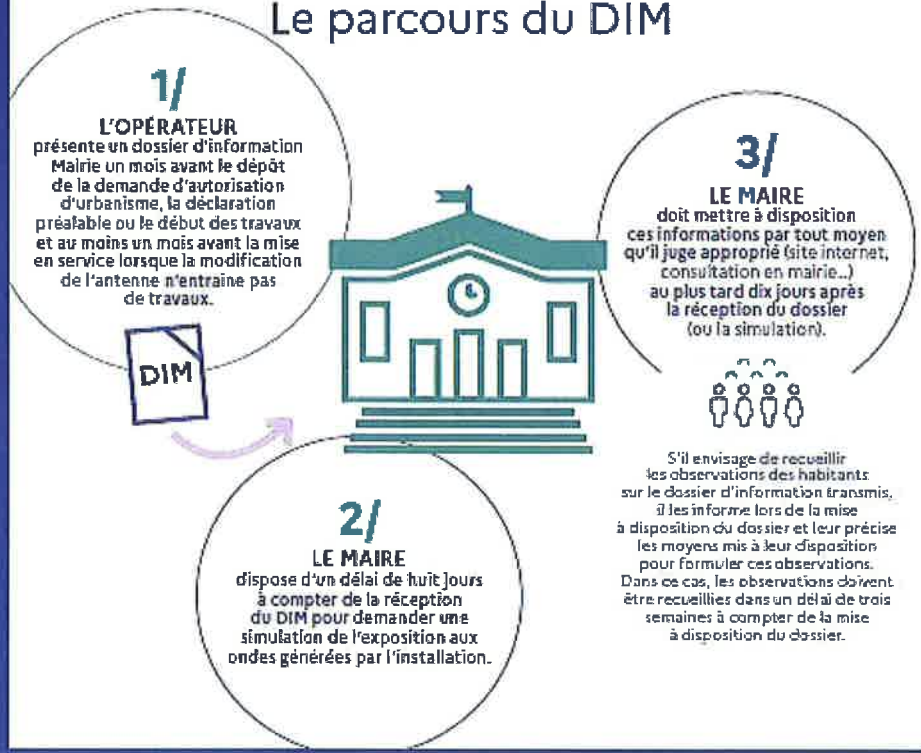 Le parcours du DIM
1/
L'OPÉRATEUR
présente un dossier d'information
Mairie un mois avant le dépôt
de la demande d'autorisation
d'urbanisme, la déclaration
préalable ou le début des travaux
et au moins un mois avant la mise
en service lorsque la modification
de l'antenne n'entraine pas
de travaux.
DIM
2/
LE MAIRE
dispose d'un délai de huit jours
à compter de la réception
du DIM pour demander une
simulation de l'exposition aux
ondes générées par l'installation.
3/
LE MAIRE
doit mettre à disposition
ces informations par tout moyen
qu'il juge approprié (site internet,
consultation en mairie...)
au plus tard dix jours après
la réception du dossier
(ou la simulation).
S'il envisage de recueillir
les observations des habitants
sur le dossier d'information transmis,
il les informe lors de la mise
à disposition du dossier et leur précise
les moyens mis à leur disposition
pour formuler ces observations.
Dans ce cas, les observations doivent
être recueillies dans un délai de trois
semaines à compter de la mise
à disposition du dossier.